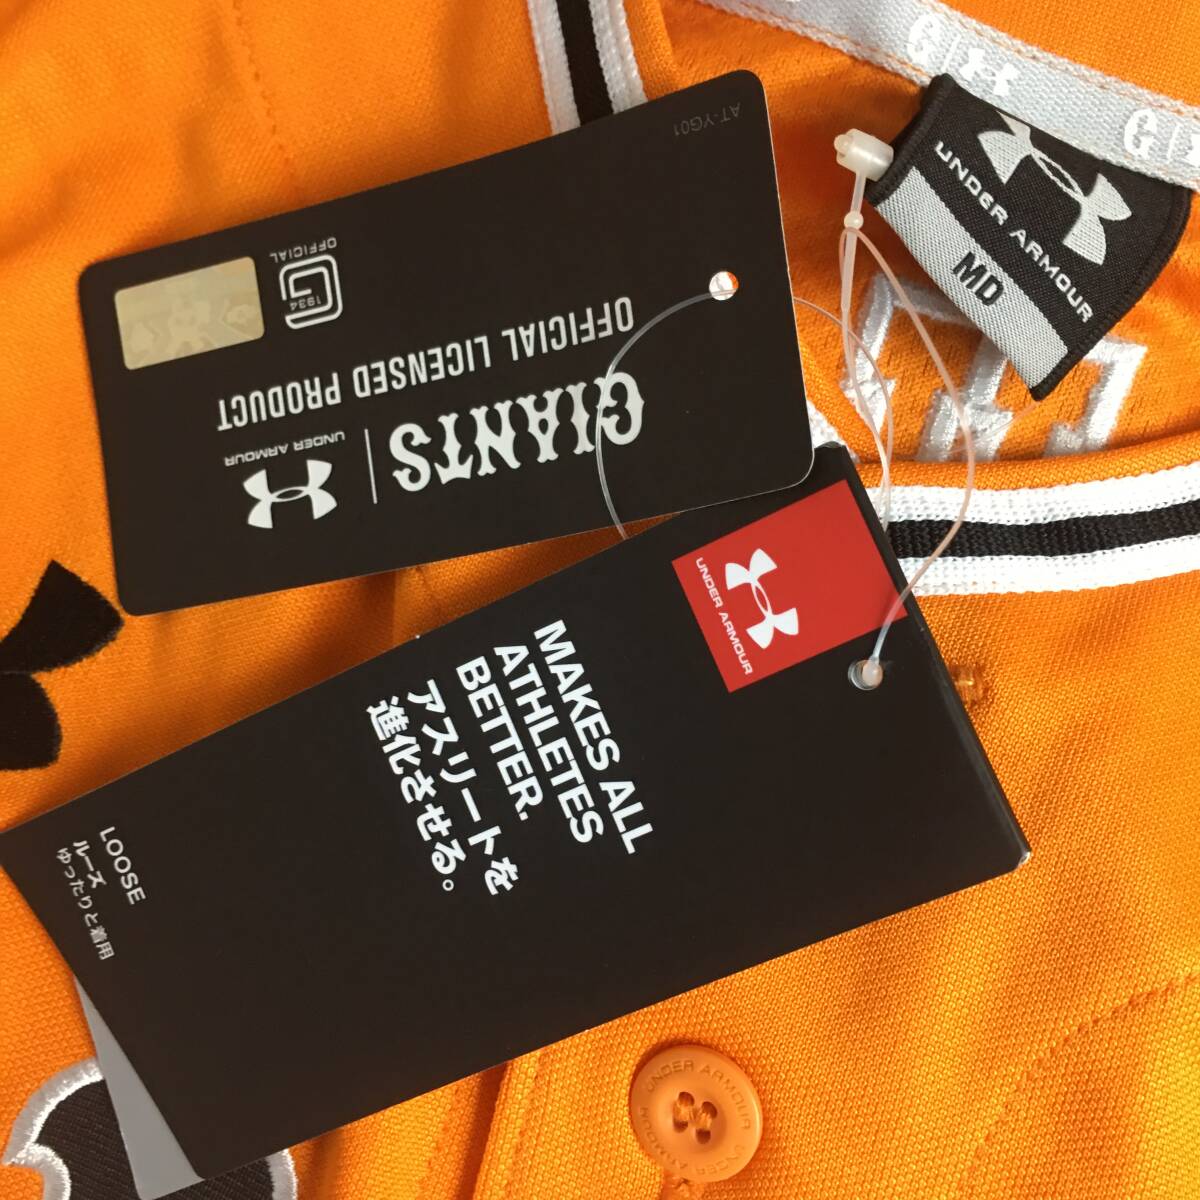 AT-YG01
OFFICIAL
1934
GIANTS
UNDER ARMOUR
OFFICIAL LICENSED PRODUCT
UNDER ARMOUR
MD
UNDER ARMOUR
MAKES ALL
ATHLETES
BETTER.
アスリートを
進化させる。
LOOSE
ルーズ
ゆったりと着用
UNDER ARMOUR
UNDER ARMOUR